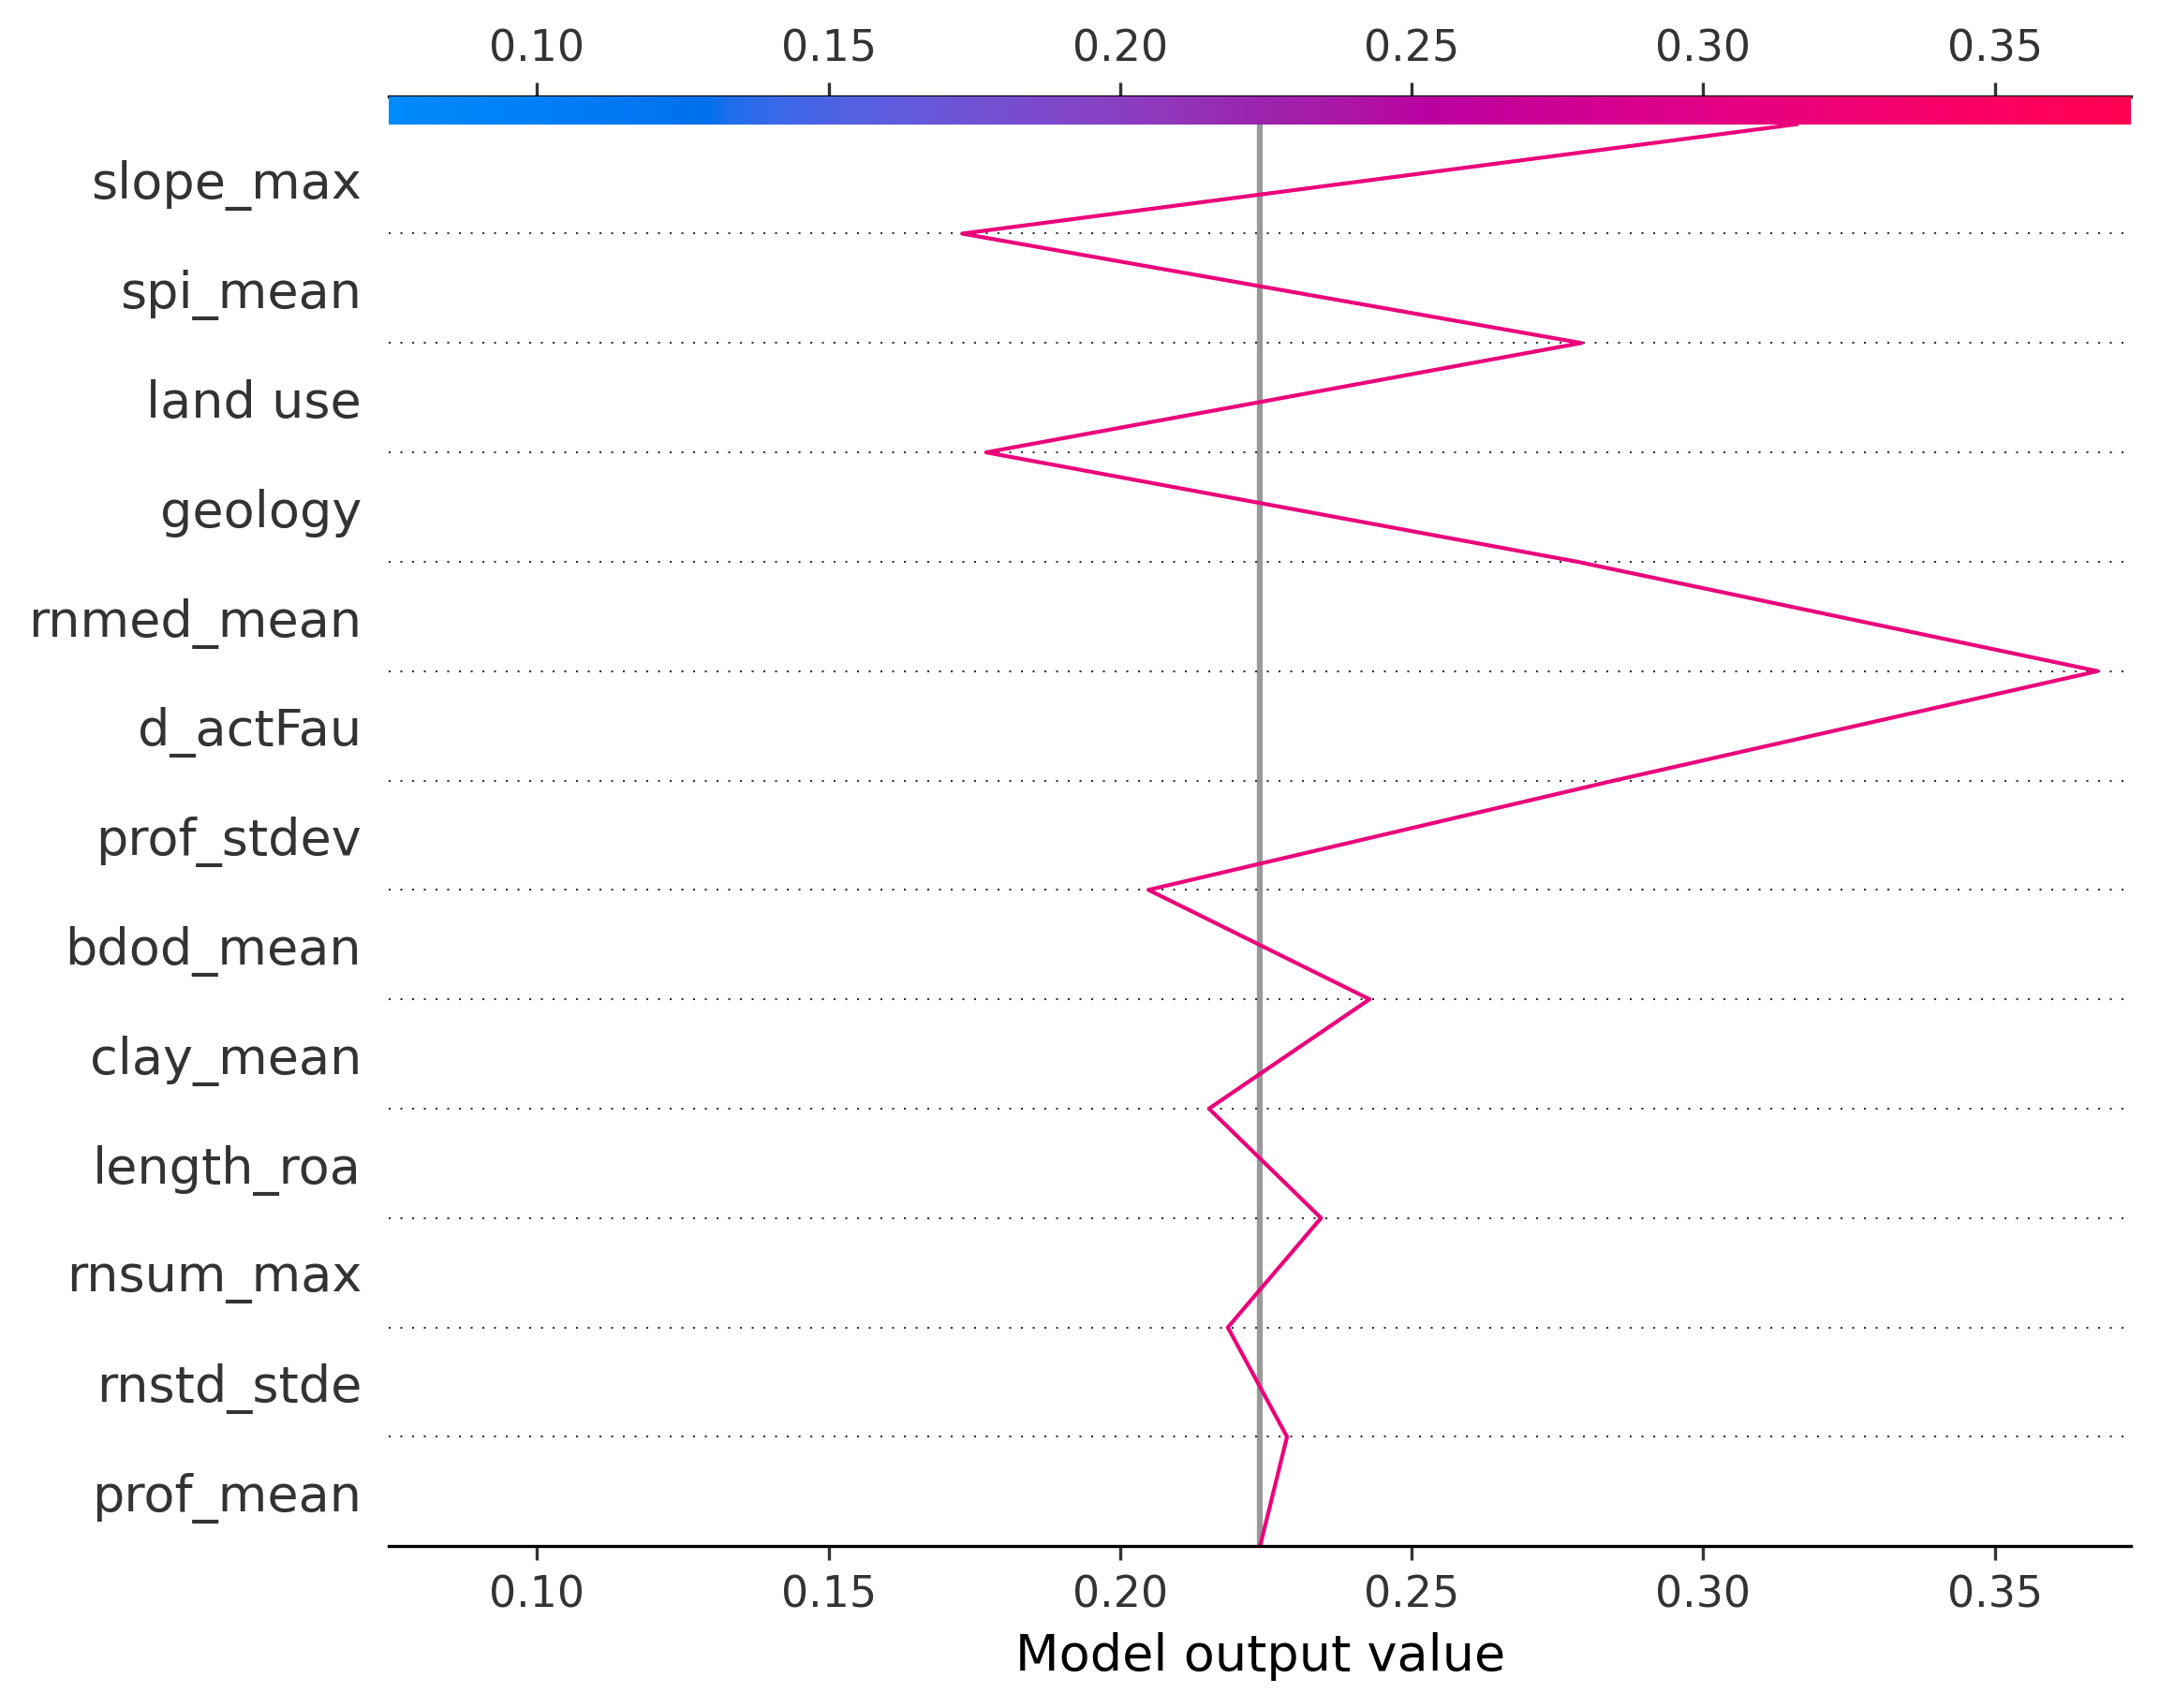 0.10 0.15 0.20 0.25 0.30 0.35
slope_max
spi_mean
land use
geology
rnmed_mean
d_actFau
prof_stdev
bdod_mean
clay_mean
length_roa
rnsum_max
rnstd_stde
prof_mean
0.10 0.15 0.20 0.25 0.30 0.35
Model output value